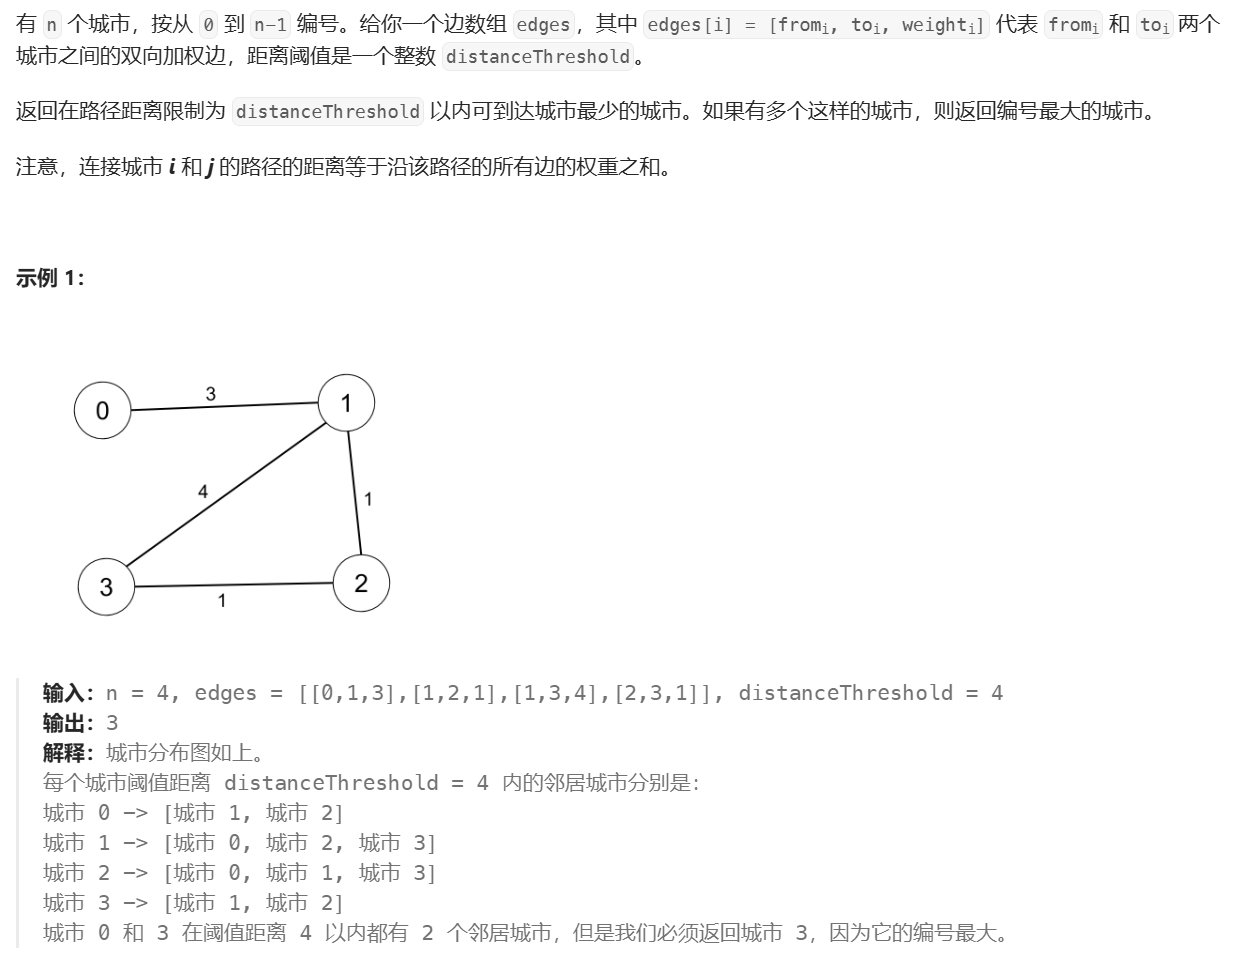 有 n 个城市，按从 0 到 n-1 编号。给你一个边数组 edges，其中 edges[i] = [fromᵢ, toᵢ, weightᵢ] 代表 fromᵢ 和 toᵢ 两个
城市之间的双向加权边，距离阈值是一个整数 distanceThreshold。
返回在路径距离限制为 distanceThreshold 以内可到达城市最少的城市。如果有多个这样的城市，则返回编号最大的城市。
注意，连接城市 i 和 j 的路径的距离等于沿该路径的所有边的权重之和。
示例 1：
3
0
1
4
1
3
2
1
输入：n = 4, edges = [[0,1,3],[1,2,1],[1,3,4],[2,3,1]], distanceThreshold = 4
输出：3
解释：城市分布图如上。
每个城市阈值距离 distanceThreshold = 4 内的邻居城市分别是：
城市 0 -> [城市 1, 城市 2]
城市 1 -> [城市 0, 城市 2, 城市 3]
城市 2 -> [城市 0, 城市 1, 城市 3]
城市 3 -> [城市 1, 城市 2]
城市 0 和 3 在阈值距离 4 以内都有 2 个邻居城市，但是我们必须返回城市 3，因为它的编号最大。